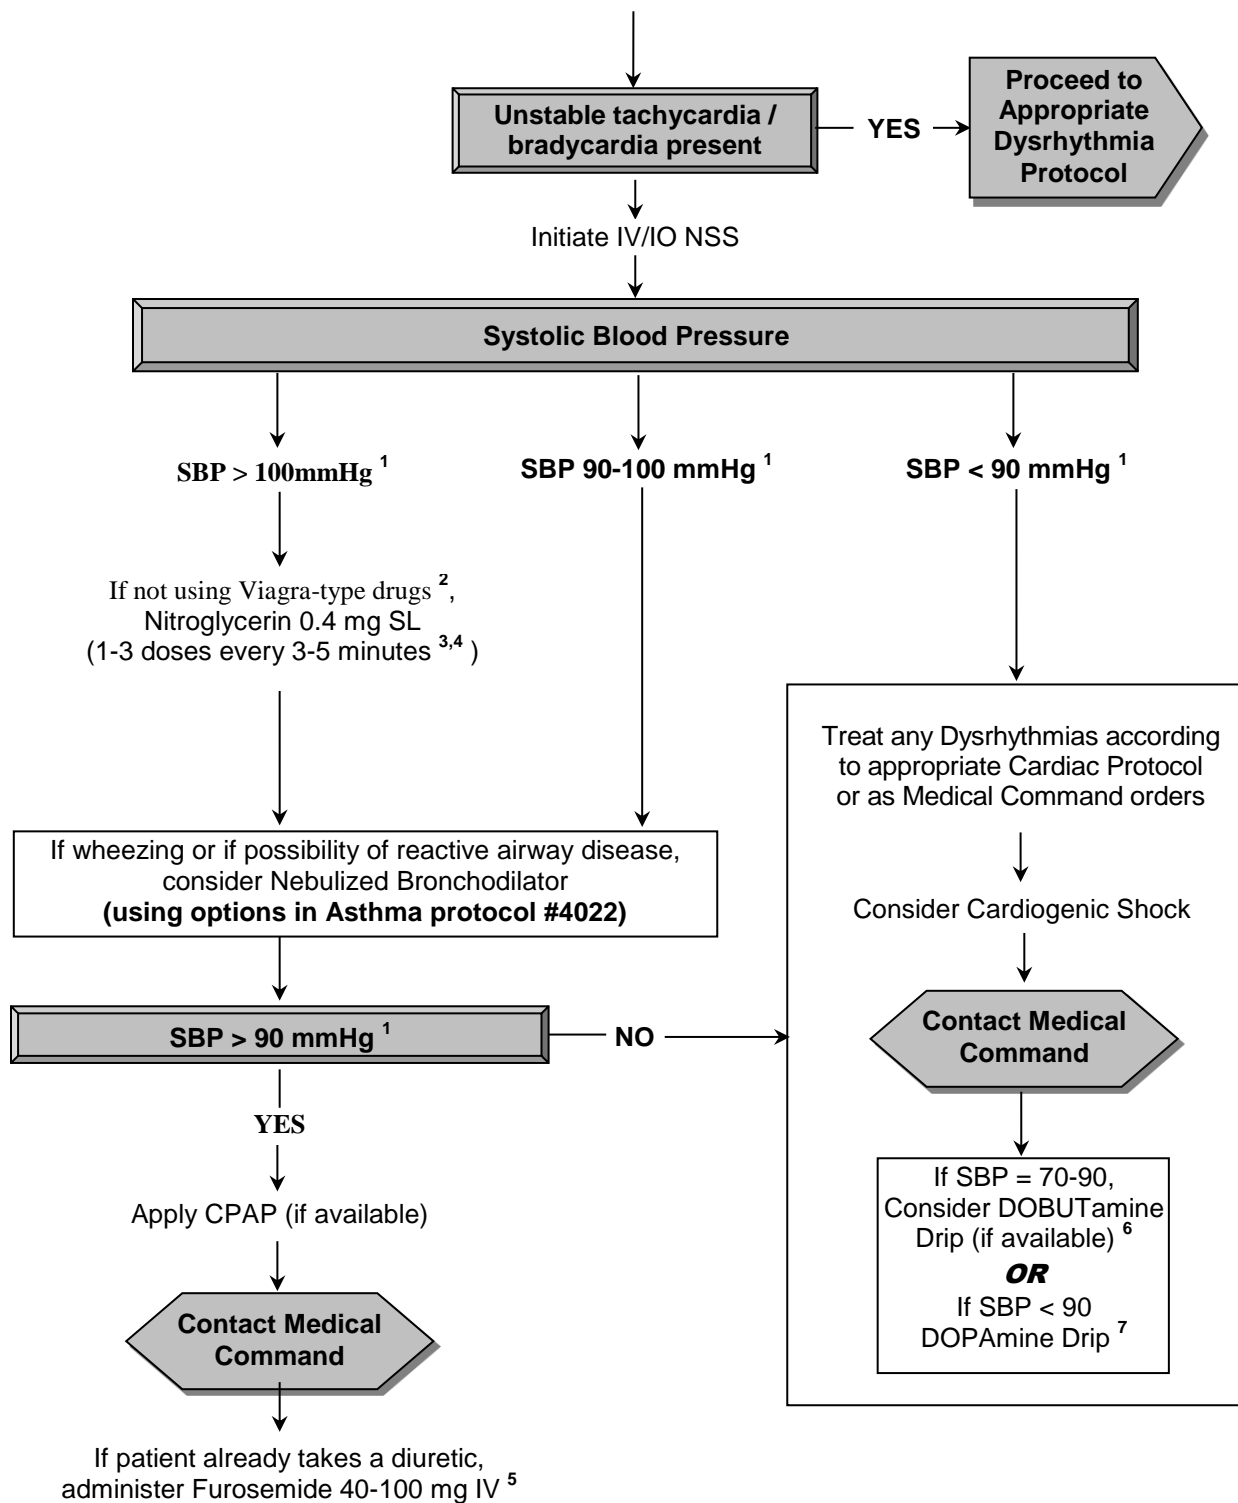 Unstable tachycardia /
bradycardia present
YES
Proceed to
Appropriate
Dysrhythmia
Protocol
Initiate IV/IO NSS
Systolic Blood Pressure
SBP > 100mmHg 1
SBP 90-100 mmHg 1
SBP < 90 mmHg 1
If not using Viagra-type drugs 2,
Nitroglycerin 0.4 mg SL
(1-3 doses every 3-5 minutes 3,4 )
Treat any Dysrhythmias according
to appropriate Cardiac Protocol
or as Medical Command orders
If wheezing or if possibility of reactive airway disease,
consider Nebulized Bronchodilator
(using options in Asthma protocol #4022)
Consider Cardiogenic Shock
SBP > 90 mmHg 1
NO
Contact Medical
Command
YES
Apply CPAP (if available)
If SBP = 70-90,
Consider DOBUTamine
Drip (if available) 6
OR
If SBP < 90
DOPAmine Drip 7
Contact Medical
Command
If patient already takes a diuretic,
administer Furosemide 40-100 mg IV 5